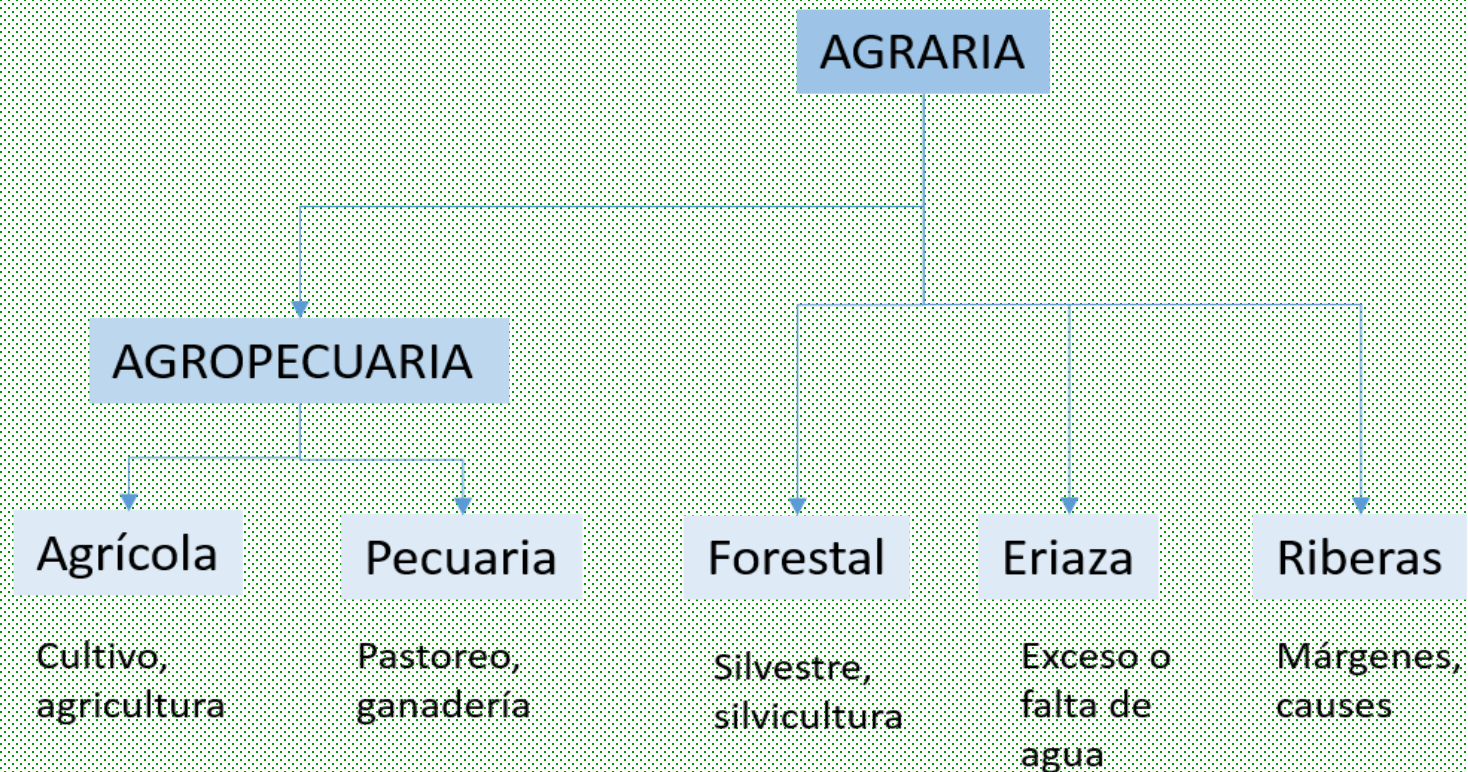 AGRARIA
AGROPECUARIA
Agrícola
Pecuaria
Forestal
Eriaza
Riberas
Cultivo,
agricultura
Pastoreo,
ganadería
Silvestre,
silvicultura
Exceso o
falta de
agua
Márgenes,
causes